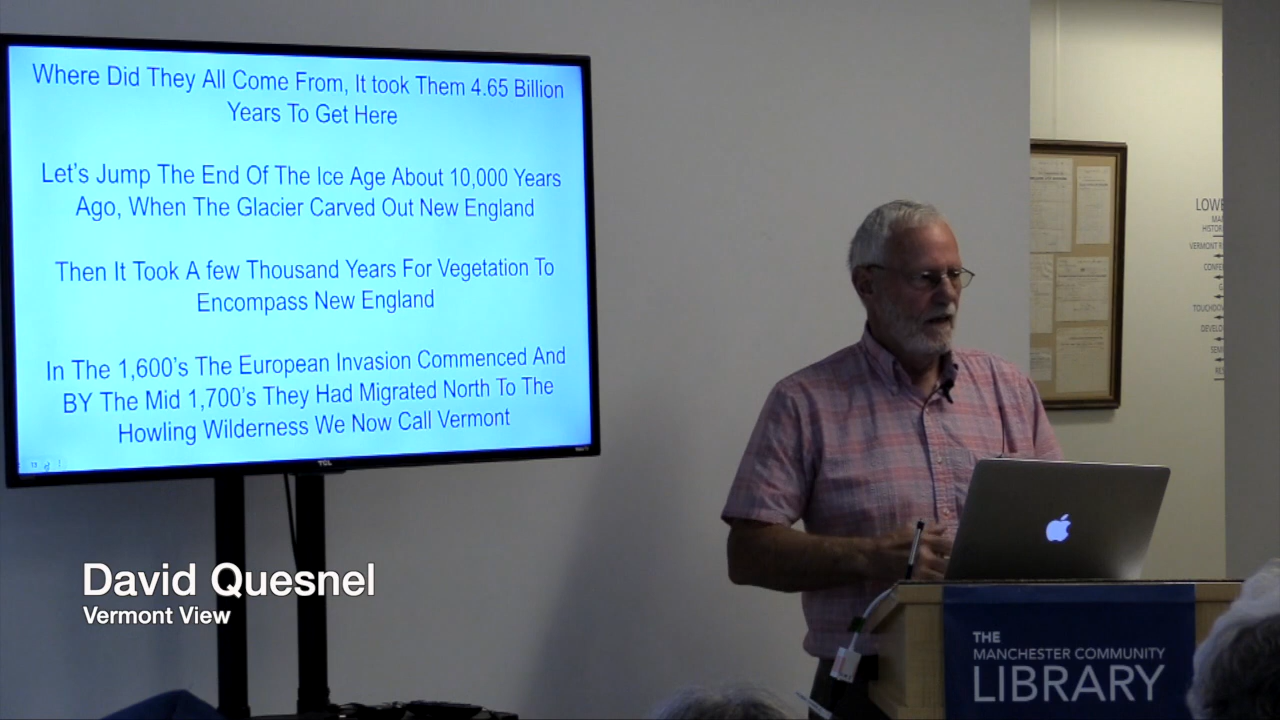 Where Did They All Come From, It took Them 4.65 Billion
Years To Get Here
Let's Jump The End Of The Ice Age About 10,000 Years
Ago, When The Glacier Carved Out New England
Then It Took A few Thousand Years For Vegetation To
Encompass New England
In The 1,600's The European Invasion Commenced And
BY The Mid 1,700's They Had Migrated North To The
Howling Wilderness We Now Call Vermont
TCL
David Quesnel
Vermont View
THE
MANCHESTER COMMUNITY
LIBRARY